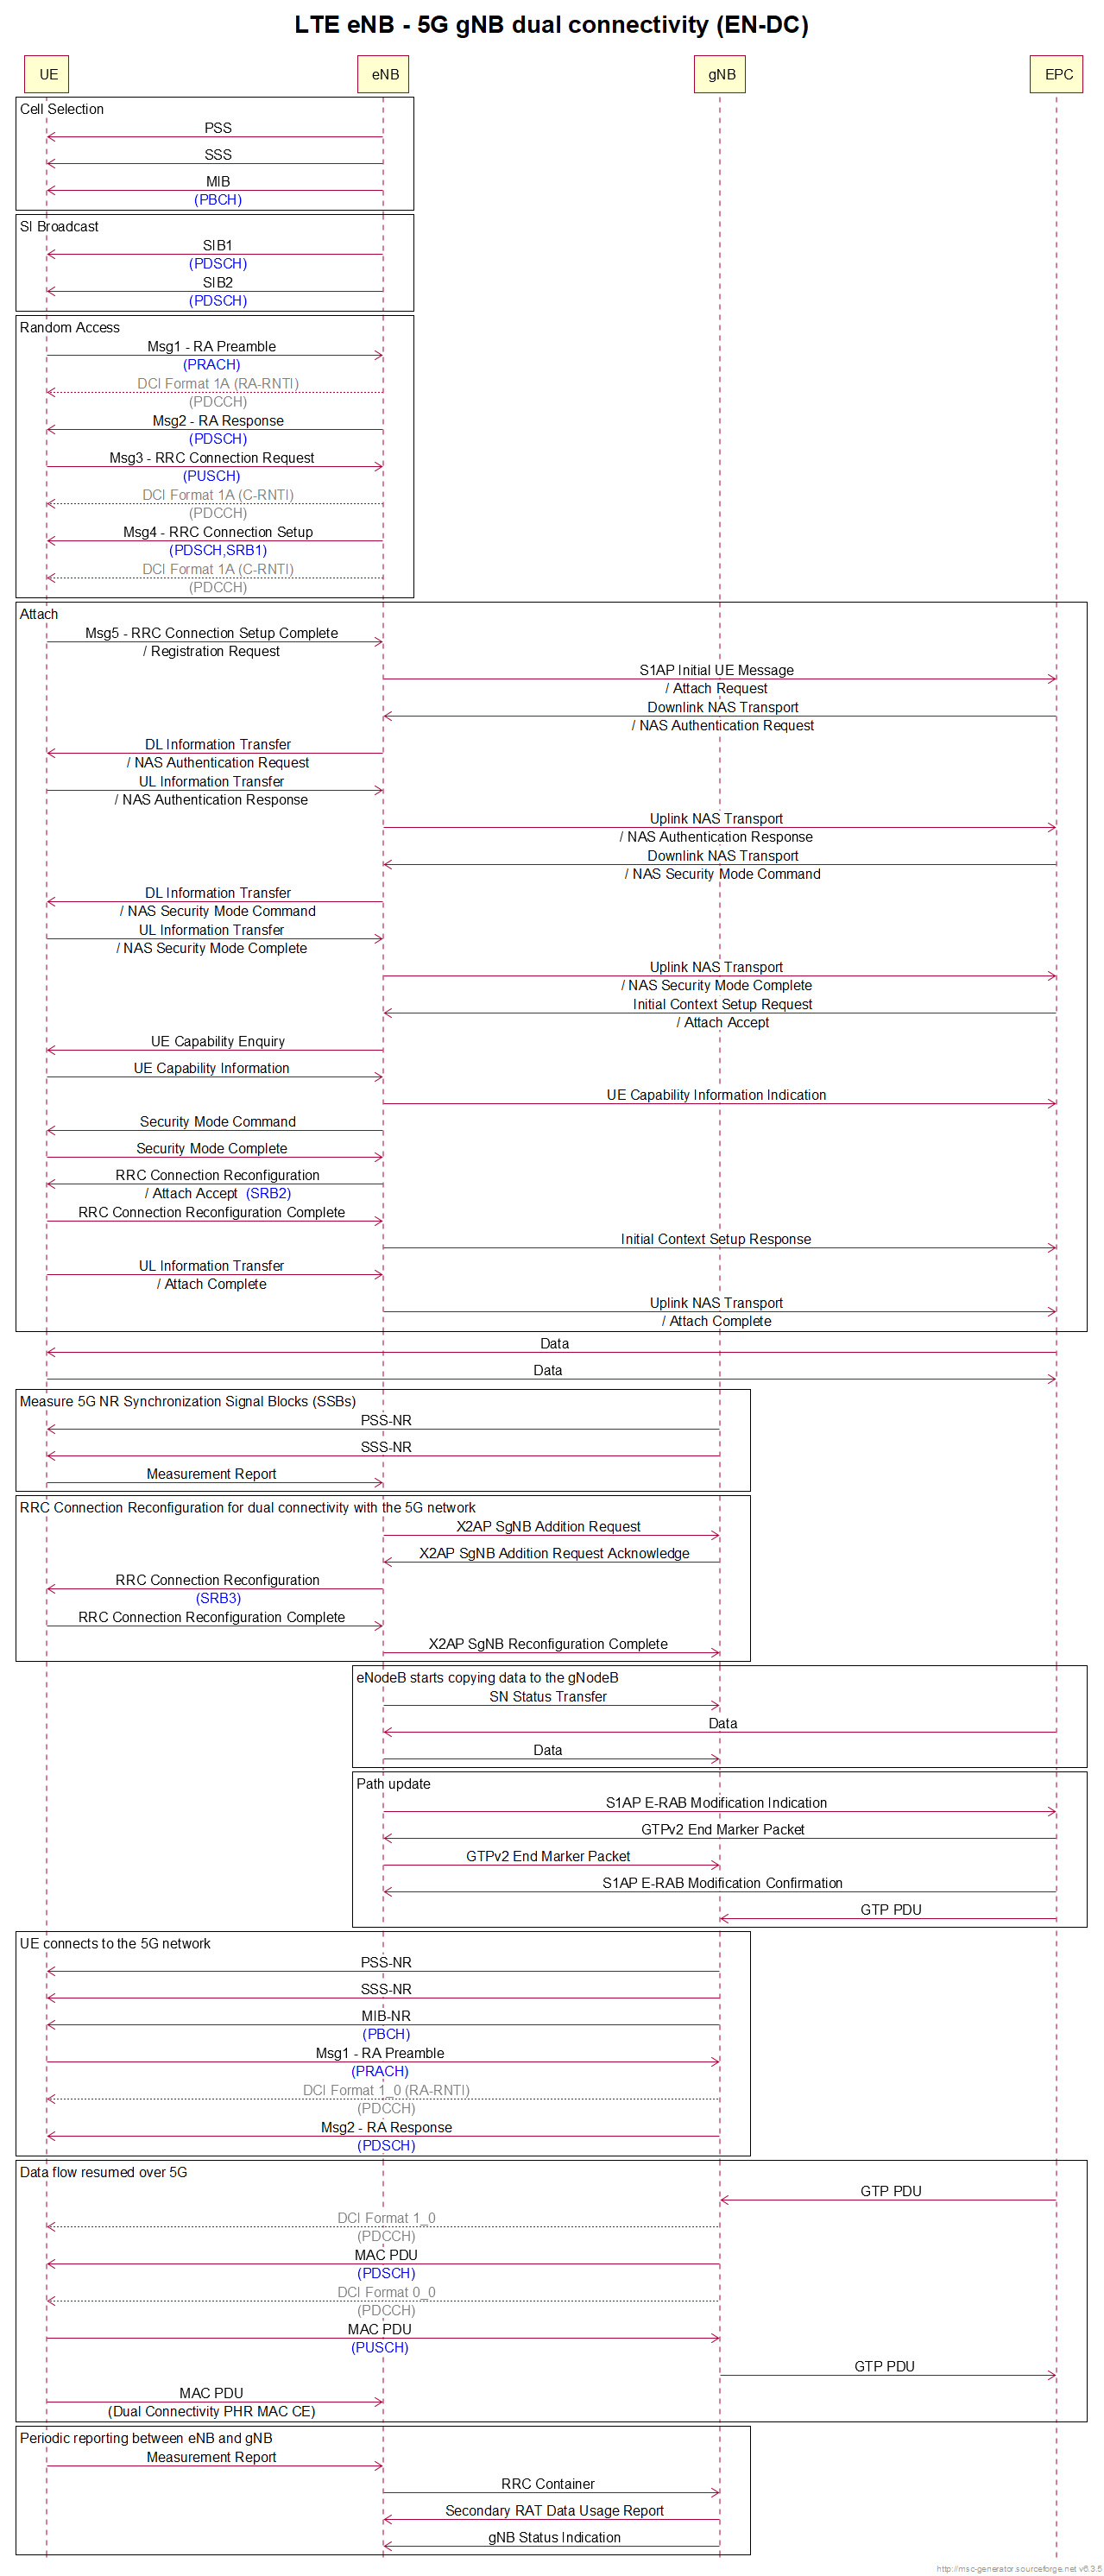 LTE eNB - 5G gNB dual connectivity (EN-DC)
UE
eNB
gNB
EPC
Cell Selection
PSS
SSS
MIB
(PBCH)
SI Broadcast
SIB1
(PDSCH)
SIB2
(PDSCH)
Random Access
Msg1 - RA Preamble
(PRACH)
DCI Format 1A (RA-RNTI)
(PDCCH)
Msg2 - RA Response
(PDSCH)
Msg3 - RRC Connection Request
(PUSCH)
DCI Format 1A (C-RNTI)
(PDCCH)
Msg4 - RRC Connection Setup
(PDSCH,SRB1)
DCI Format 1A (C-RNTI)
(PDCCH)
Attach
Msg5 - RRC Connection Setup Complete
/ Registration Request
S1AP Initial UE Message
/ Attach Request
Downlink NAS Transport
/ NAS Authentication Request
DL Information Transfer
/ NAS Authentication Request
UL Information Transfer
/ NAS Authentication Response
Uplink NAS Transport
/ NAS Authentication Response
Downlink NAS Transport
/ NAS Security Mode Command
DL Information Transfer
/ NAS Security Mode Command
UL Information Transfer
/ NAS Security Mode Complete
Uplink NAS Transport
/ NAS Security Mode Complete
Initial Context Setup Request
/ Attach Accept
UE Capability Enquiry
UE Capability Information
UE Capability Information Indication
Security Mode Command
Security Mode Complete
RRC Connection Reconfiguration
/ Attach Accept (SRB2)
RRC Connection Reconfiguration Complete
Initial Context Setup Response
UL Information Transfer
/ Attach Complete
Uplink NAS Transport
/ Attach Complete
Data
Data
Measure 5G NR Synchronization Signal Blocks (SSBs)
PSS-NR
SSS-NR
Measurement Report
RRC Connection Reconfiguration for dual connectivity with the 5G network
X2AP SgNB Addition Request
X2AP SgNB Addition Request Acknowledge
RRC Connection Reconfiguration
(SRB3)
RRC Connection Reconfiguration Complete
X2AP SgNB Reconfiguration Complete
eNodeB starts copying data to the gNodeB
SN Status Transfer
Data
Data
Path update
S1AP E-RAB Modification Indication
GTPv2 End Marker Packet
GTPv2 End Marker Packet
S1AP E-RAB Modification Confirmation
GTP PDU
UE connects to the 5G network
PSS-NR
SSS-NR
MIB-NR
(PBCH)
Msg1 - RA Preamble
(PRACH)
DCI Format 1_0 (RA-RNTI)
(PDCCH)
Msg2 - RA Response
(PDSCH)
Data flow resumed over 5G
GTP PDU
DCI Format 1_0
(PDCCH)
MAC PDU
(PDSCH)
DCI Format 0_0
(PDCCH)
MAC PDU
(PUSCH)
GTP PDU
MAC PDU
(Dual Connectivity PHR MAC CE)
Periodic reporting between eNB and gNB
Measurement Report
RRC Container
Secondary RAT Data Usage Report
gNB Status Indication
http://msc-generator.sourceforge.net v6.3.5